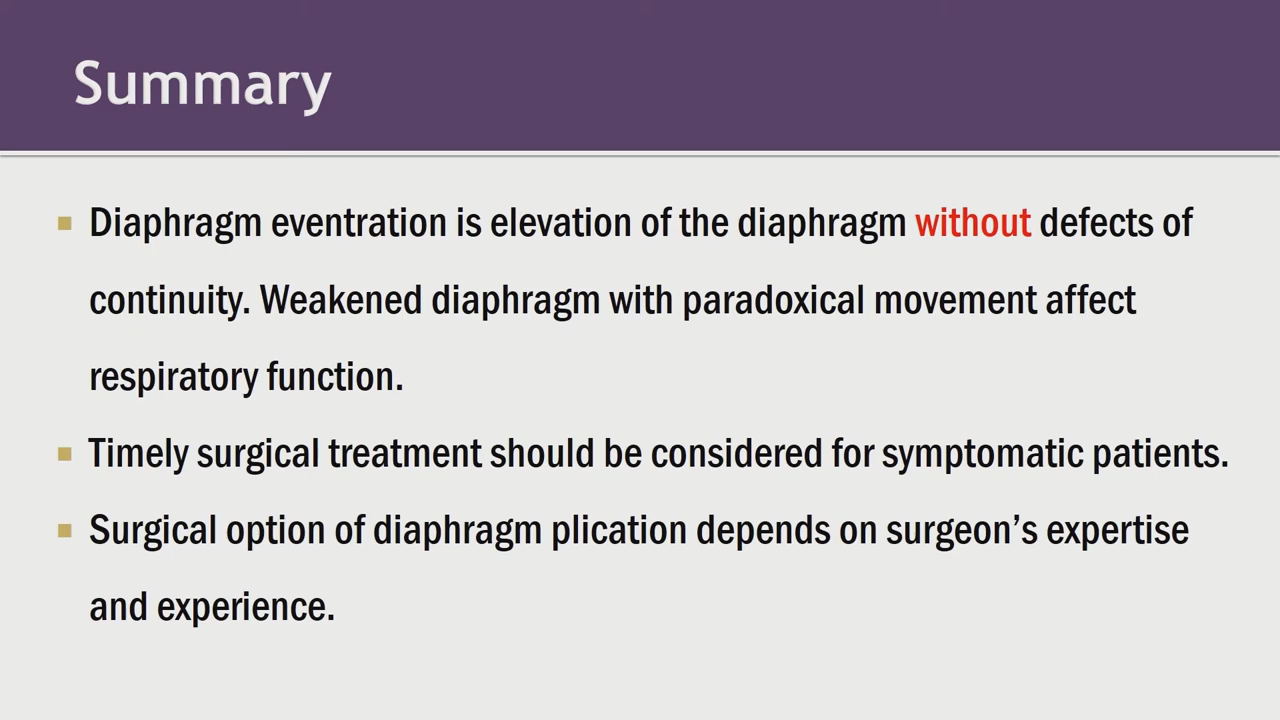 Summary
Diaphragm eventration is elevation of the diaphragm without defects of
continuity. Weakened diaphragm with paradoxical movement affect
respiratory function.
Timely surgical treatment should be considered for symptomatic patients.
Surgical option of diaphragm plication depends on surgeon’s expertise
and experience.